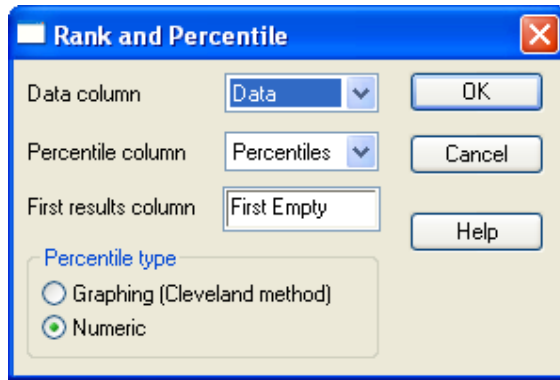 Rank and Percentile
Data column Data OK
Percentile column Percentiles Cancel
First results column First Empty
Help
Percentile type
Graphing (Cleveland method)
Numeric